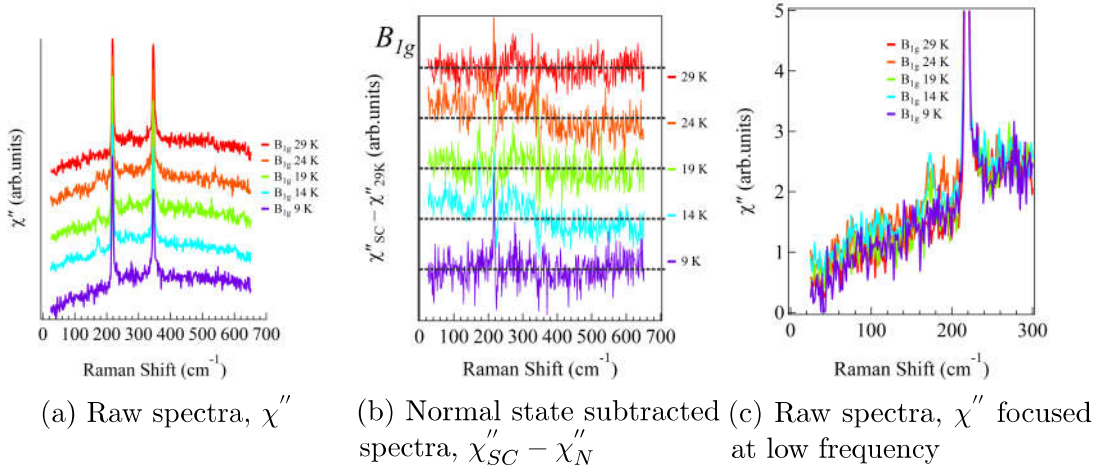 χ″ (arb.units)
B1g 29 K
B1g 24 K
B1g 19 K
B1g 14 K
B1g 9 K
0 100 200 300 400 500 600 700
Raman Shift (cm⁻¹)
(a) Raw spectra, χ″
B1g
χ″SC − χ″29K (arb.units)
29 K
24 K
19 K
14 K
9 K
0 100 200 300 400 500 600 700
Raman Shift (cm⁻¹)
(b) Normal state subtracted
spectra, χ″SC − χ″N
5
4
3
2
1
0
χ″ (arb.units)
B1g 29 K
B1g 24 K
B1g 19 K
B1g 14 K
B1g 9 K
0 100 200 300
Raman Shift (cm⁻¹)
(c) Raw spectra, χ″ focused
at low frequency